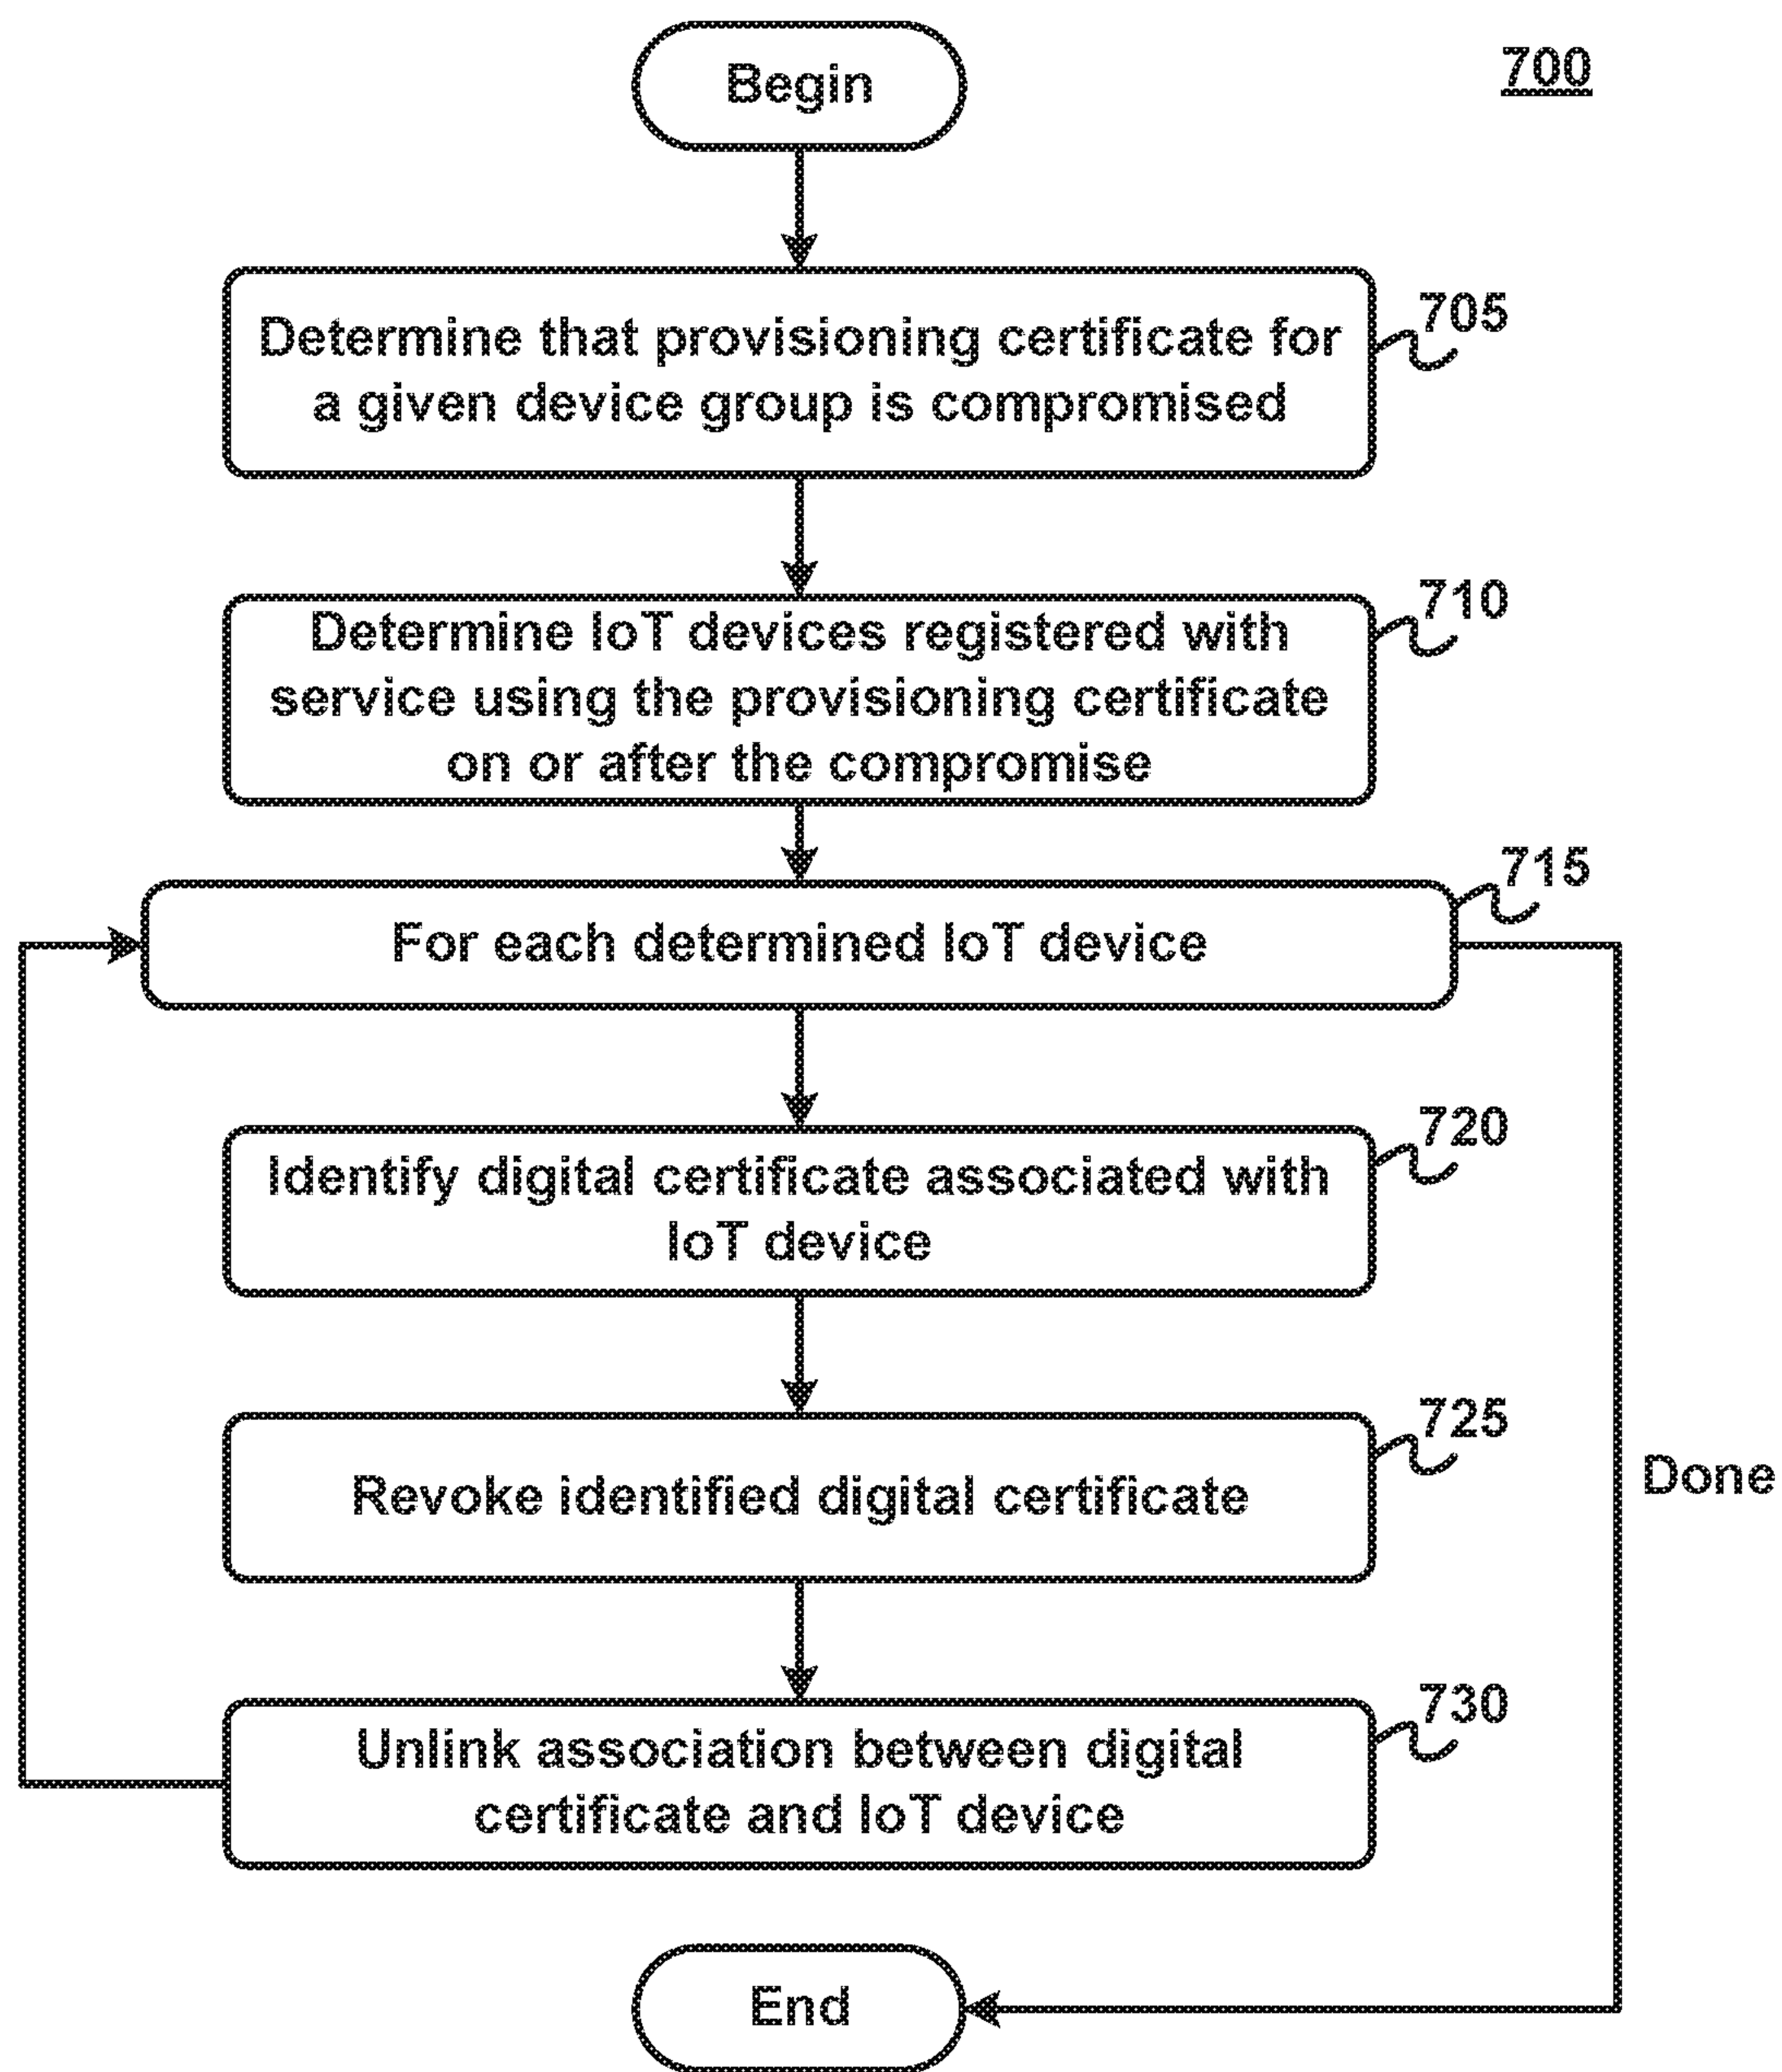 Begin
700
Determine that provisioning certificate for
a given device group is compromised
705
Determine IoT devices registered with
service using the provisioning certificate
on or after the compromise
710
For each determined IoT device
715
Identify digital certificate associated with
IoT device
720
Revoke identified digital certificate
725
Done
Unlink association between digital
certificate and IoT device
730
End